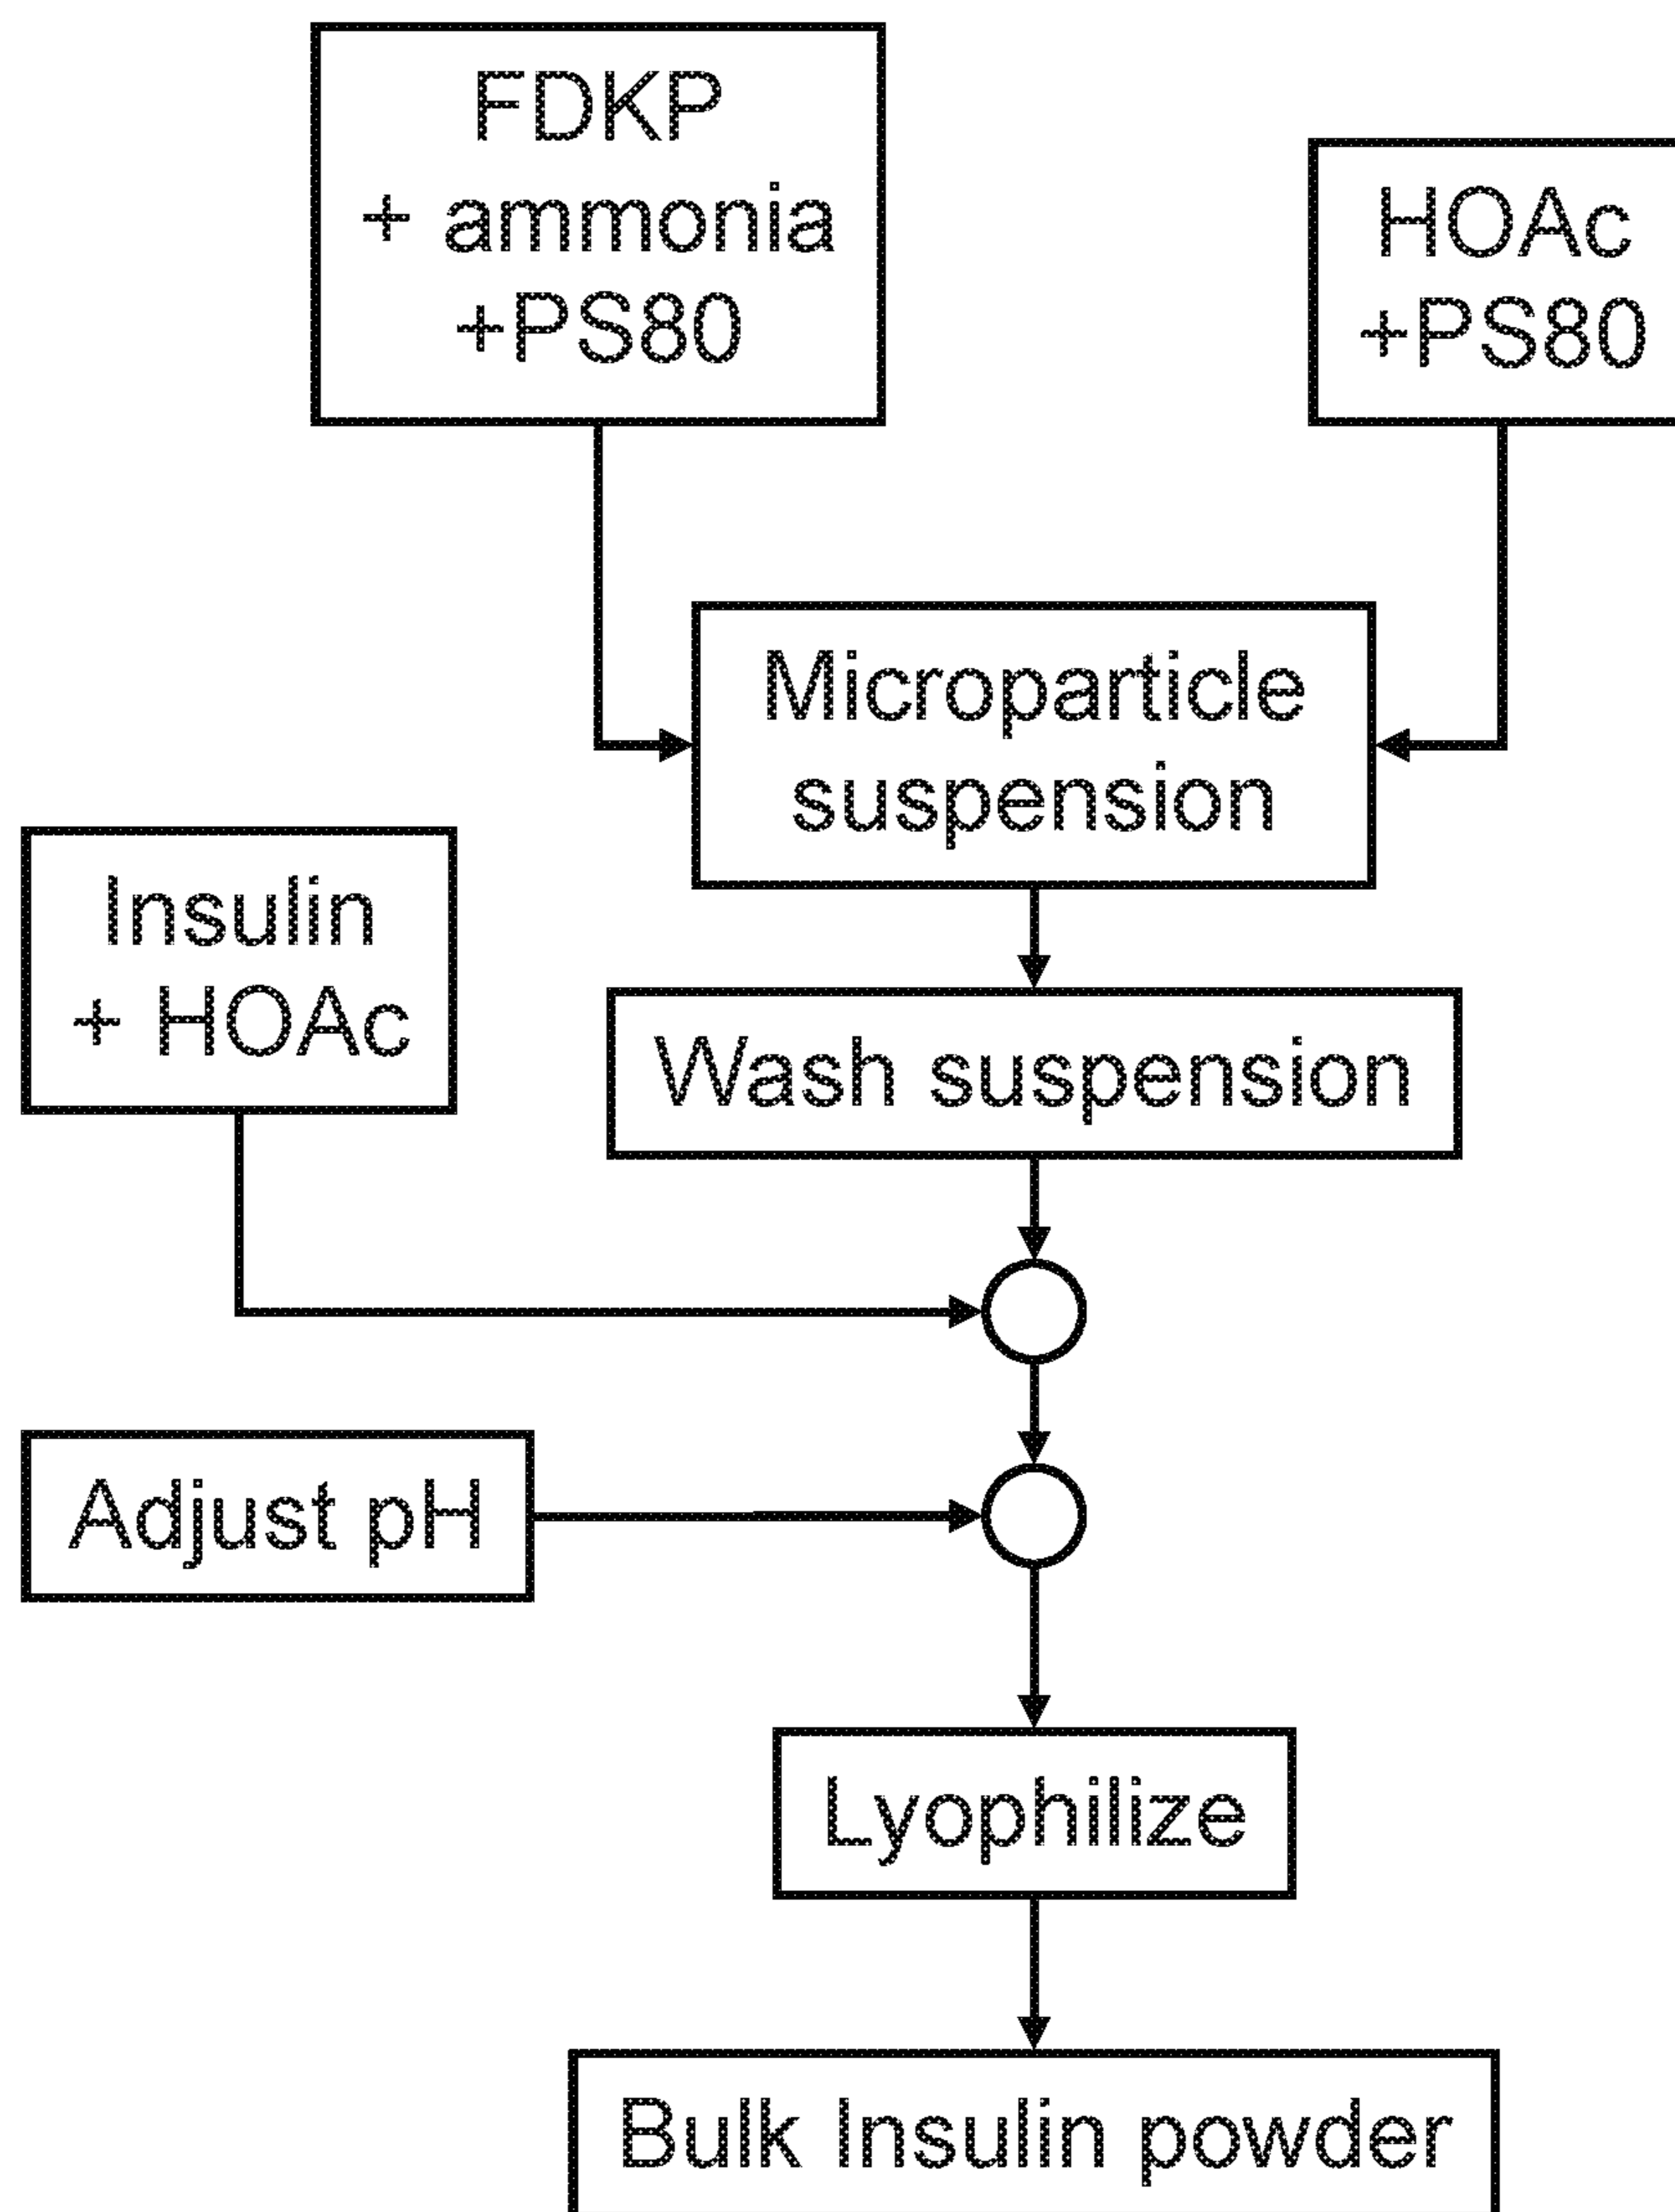 FDKP
+ ammonia
+PS80
HOAc
+PS80
Microparticle
suspension
Insulin
+ HOAc
Wash suspension
Adjust pH
Lyophilize
Bulk Insulin powder